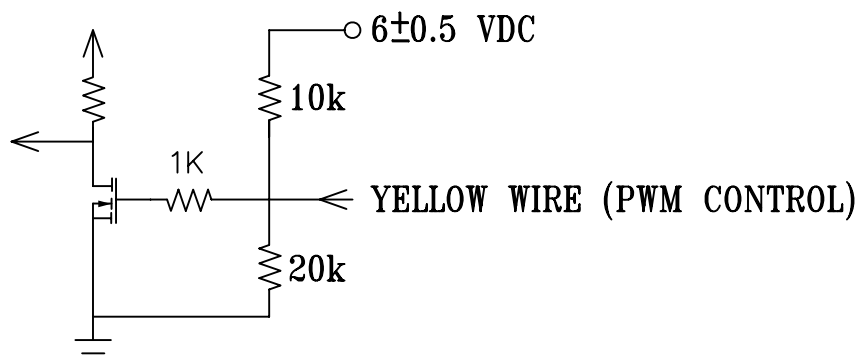 6±0.5 VDC
10k
1K
YELLOW WIRE (PWM CONTROL)
20k